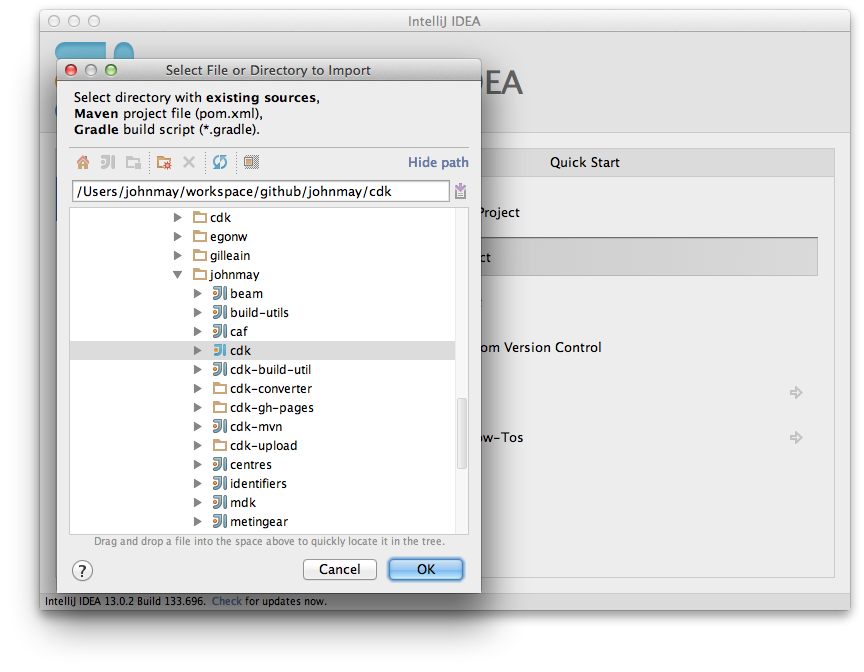 IntelliJ IDEA
EA
Select File or Directory to Import
Select directory with existing sources,
Maven project file (pom.xml),
Gradle build script (*.gradle).
Hide path
/Users/johnmay/workspace/github/johnmay/cdk
cdk
egonw
gilleain
johnmay
beam
build-utils
caf
cdk
cdk-build-util
cdk-converter
cdk-gh-pages
cdk-mvn
cdk-upload
centres
identifiers
mdk
metingear
Drag and drop a file into the space above to quickly locate it in the tree.
?
Cancel
OK
Quick Start
Project
ct
om Version Control
ow-Tos
IntelliJ IDEA 13.0.2 Build 133.696. Check for updates now.